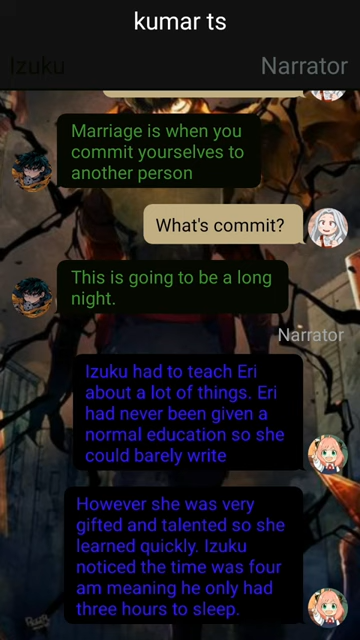 kumar ts
Izuku
Narrator
Marriage is when you
commit yourselves to
another person
What's commit?
This is going to be a long
night.
Narrator
Izuku had to teach Eri
about a lot of things. Eri
had never been given a
normal education so she
could barely write
However she was very
gifted and talented so she
learned quickly. Izuku
noticed the time was four
am meaning he only had
three hours to sleep.